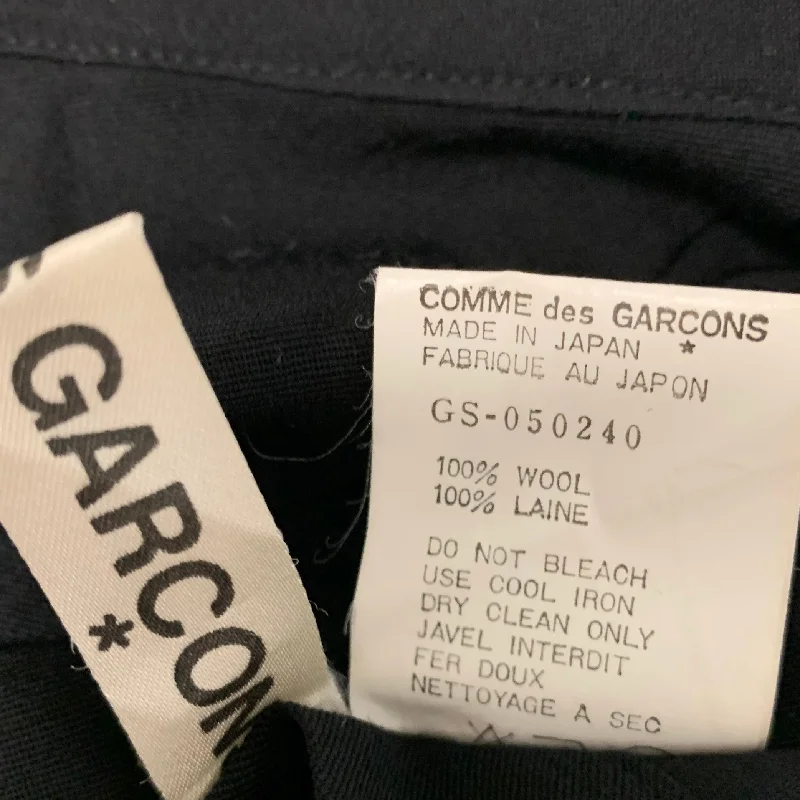 GARCON
*
COMME des GARCONS
MADE IN JAPAN *
FABRIQUE AU JAPON
GS-050240
100% WOOL
100% LAINE
DO NOT BLEACH
USE COOL IRON
DRY CLEAN ONLY
JAVEL INTERDIT
FER DOUX
NETTOYAGE A SEC